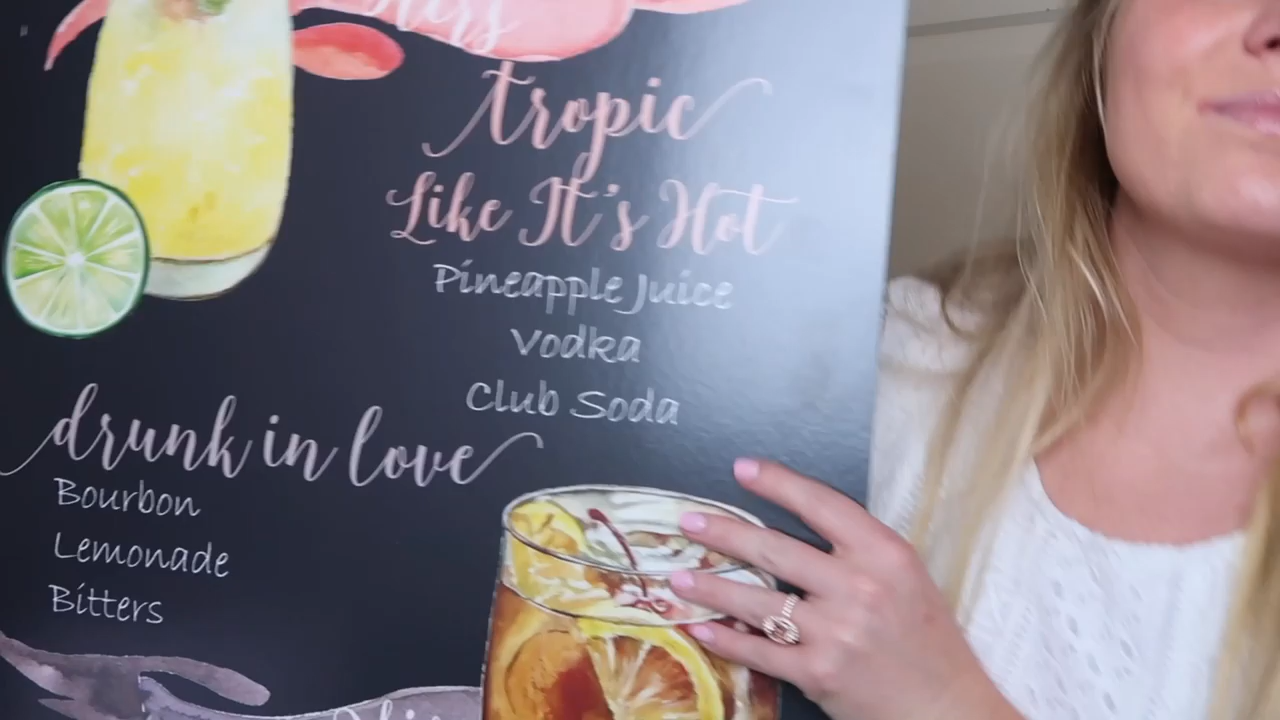 tropic
Like It's Hot
Pineapple Juice
Vodka
Club Soda
drunk in love
Bourbon
Lemonade
Bitters